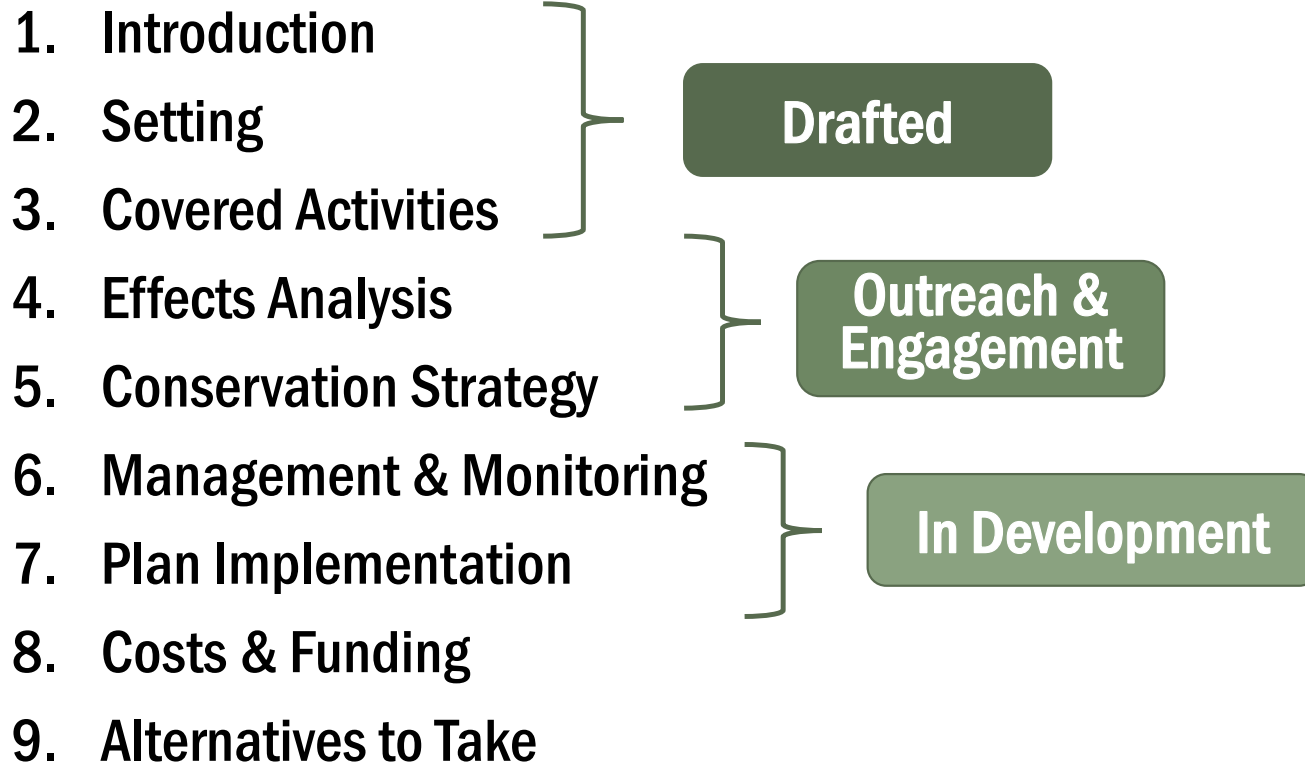 1. Introduction
2. Setting
3. Covered Activities
Drafted
4. Effects Analysis
5. Conservation Strategy
Outreach &
Engagement
6. Management & Monitoring
7. Plan Implementation
In Development
8. Costs & Funding
9. Alternatives to Take